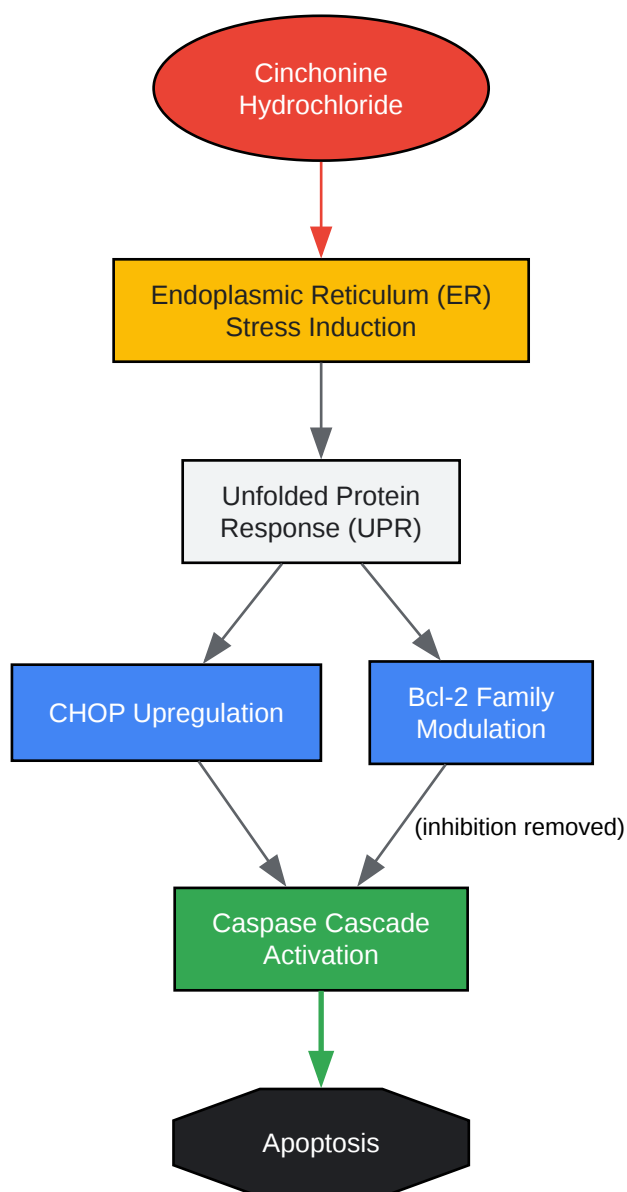 Cinchonine
Hydrochloride
Endoplasmic Reticulum (ER)
Stress Induction
Unfolded Protein
Response (UPR)
CHOP Upregulation
Bcl-2 Family
Modulation
(inhibition removed)
Caspase Cascade
Activation
Apoptosis